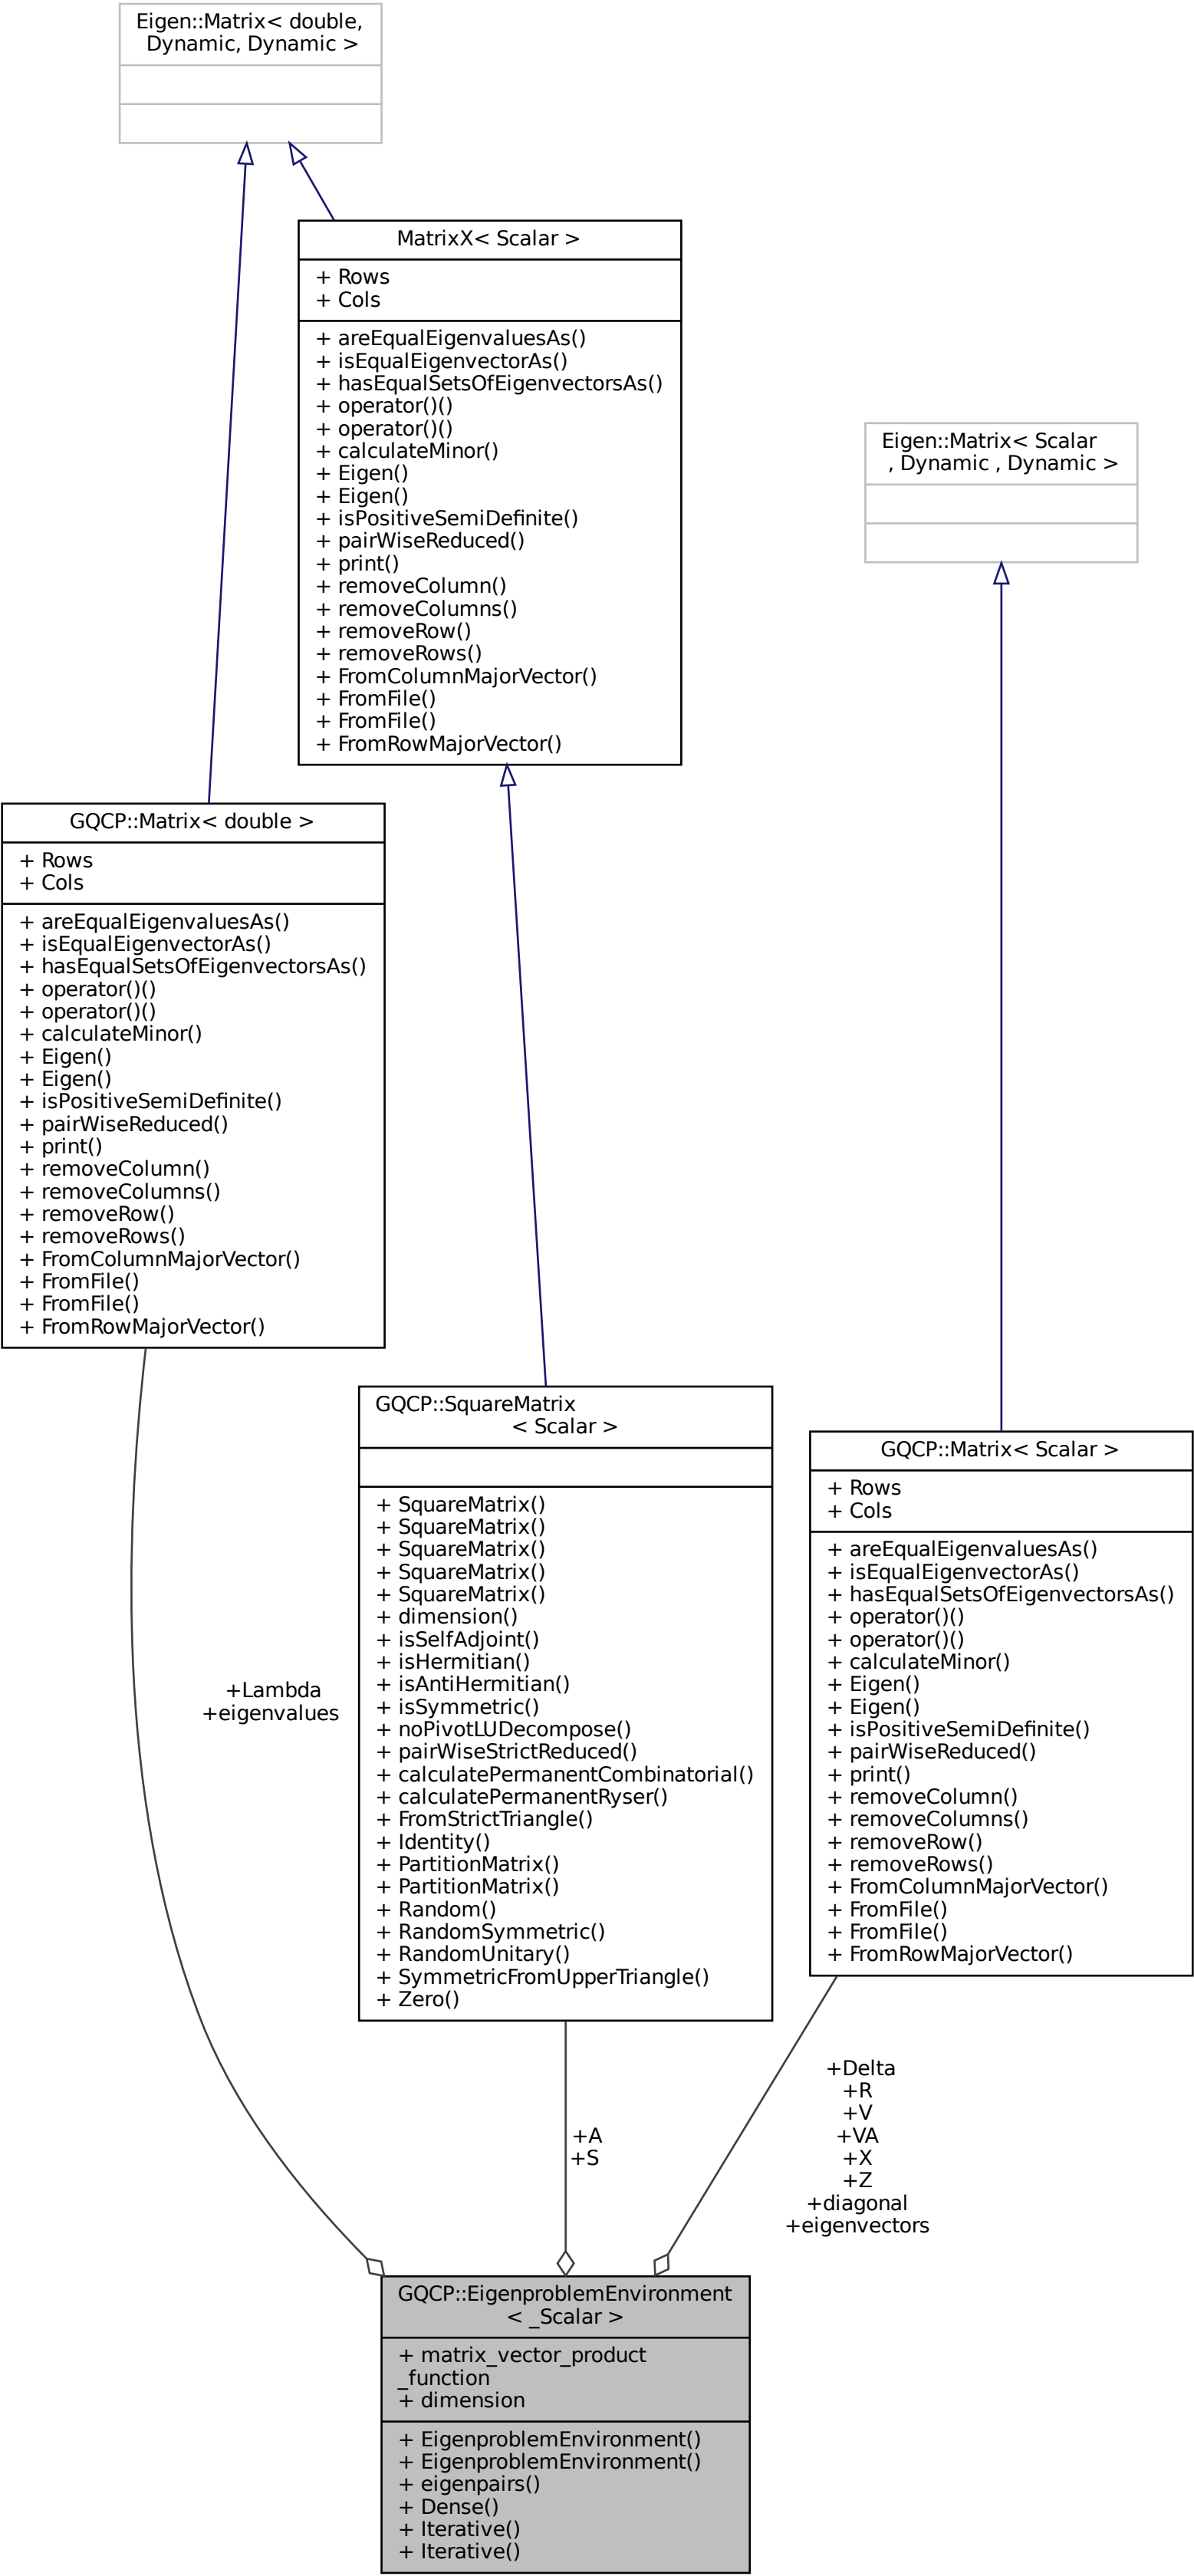 Eigen::Matrix< double,
Dynamic, Dynamic >
MatrixX< Scalar >
+ Rows
+ Cols
+ areEqualEigenvaluesAs()
+ isEqualEigenvectorAs()
+ hasEqualSetsOfEigenvectorsAs()
+ operator()()
+ operator()()
+ calculateMinor()
+ Eigen()
+ Eigen()
+ isPositiveSemiDefinite()
+ pairWiseReduced()
+ print()
+ removeColumn()
+ removeColumns()
+ removeRow()
+ removeRows()
+ FromColumnMajorVector()
+ FromFile()
+ FromFile()
+ FromRowMajorVector()
Eigen::Matrix< Scalar
, Dynamic , Dynamic >
GQCP::Matrix< double >
+ Rows
+ Cols
+ areEqualEigenvaluesAs()
+ isEqualEigenvectorAs()
+ hasEqualSetsOfEigenvectorsAs()
+ operator()()
+ operator()()
+ calculateMinor()
+ Eigen()
+ Eigen()
+ isPositiveSemiDefinite()
+ pairWiseReduced()
+ print()
+ removeColumn()
+ removeColumns()
+ removeRow()
+ removeRows()
+ FromColumnMajorVector()
+ FromFile()
+ FromFile()
+ FromRowMajorVector()
GQCP::SquareMatrix
< Scalar >
+ SquareMatrix()
+ SquareMatrix()
+ SquareMatrix()
+ SquareMatrix()
+ SquareMatrix()
+ dimension()
+ isSelfAdjoint()
+ isHermitian()
+ isAntiHermitian()
+ isSymmetric()
+ noPivotLUDecompose()
+ pairWiseStrictReduced()
+ calculatePermanentCombinatorial()
+ calculatePermanentRyser()
+ FromStrictTriangle()
+ Identity()
+ PartitionMatrix()
+ PartitionMatrix()
+ Random()
+ RandomSymmetric()
+ RandomUnitary()
+ SymmetricFromUpperTriangle()
+ Zero()
GQCP::Matrix< Scalar >
+ Rows
+ Cols
+ areEqualEigenvaluesAs()
+ isEqualEigenvectorAs()
+ hasEqualSetsOfEigenvectorsAs()
+ operator()()
+ operator()()
+ calculateMinor()
+ Eigen()
+ Eigen()
+ isPositiveSemiDefinite()
+ pairWiseReduced()
+ print()
+ removeColumn()
+ removeColumns()
+ removeRow()
+ removeRows()
+ FromColumnMajorVector()
+ FromFile()
+ FromFile()
+ FromRowMajorVector()
+Lambda
+eigenvalues
+A
+S
+Delta
+R
+V
+VA
+X
+Z
+diagonal
+eigenvectors
GQCP::EigenproblemEnvironment
< _Scalar >
+ matrix_vector_product
_function
+ dimension
+ EigenproblemEnvironment()
+ EigenproblemEnvironment()
+ eigenpairs()
+ Dense()
+ Iterative()
+ Iterative()